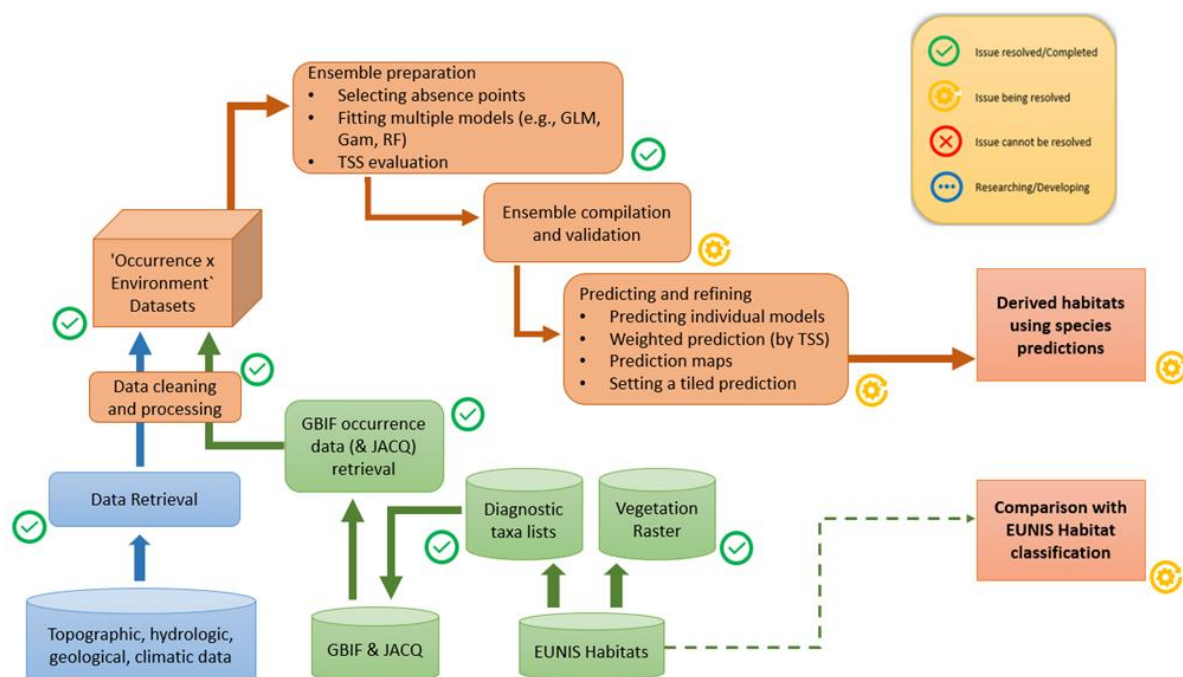 Issue resolved/Completed
Issue being resolved
Issue cannot be resolved
Researching/Developing
Ensemble preparation
• Selecting absence points
• Fitting multiple models (e.g., GLM,
Gam, RF)
• TSS evaluation
Ensemble compilation
and validation
'Occurrence x
Environment`
Datasets
Predicting and refining
• Predicting individual models
• Weighted prediction (by TSS)
• Prediction maps
• Setting a tiled prediction
Derived habitats
using species
predictions
Data cleaning
and processing
GBIF occurrence
data (& JACQ)
retrieval
Data Retrieval
Diagnostic
taxa lists
Vegetation
Raster
Comparison with
EUNIS Habitat
classification
Topographic, hydrologic,
geological, climatic data
GBIF & JACQ
EUNIS Habitats